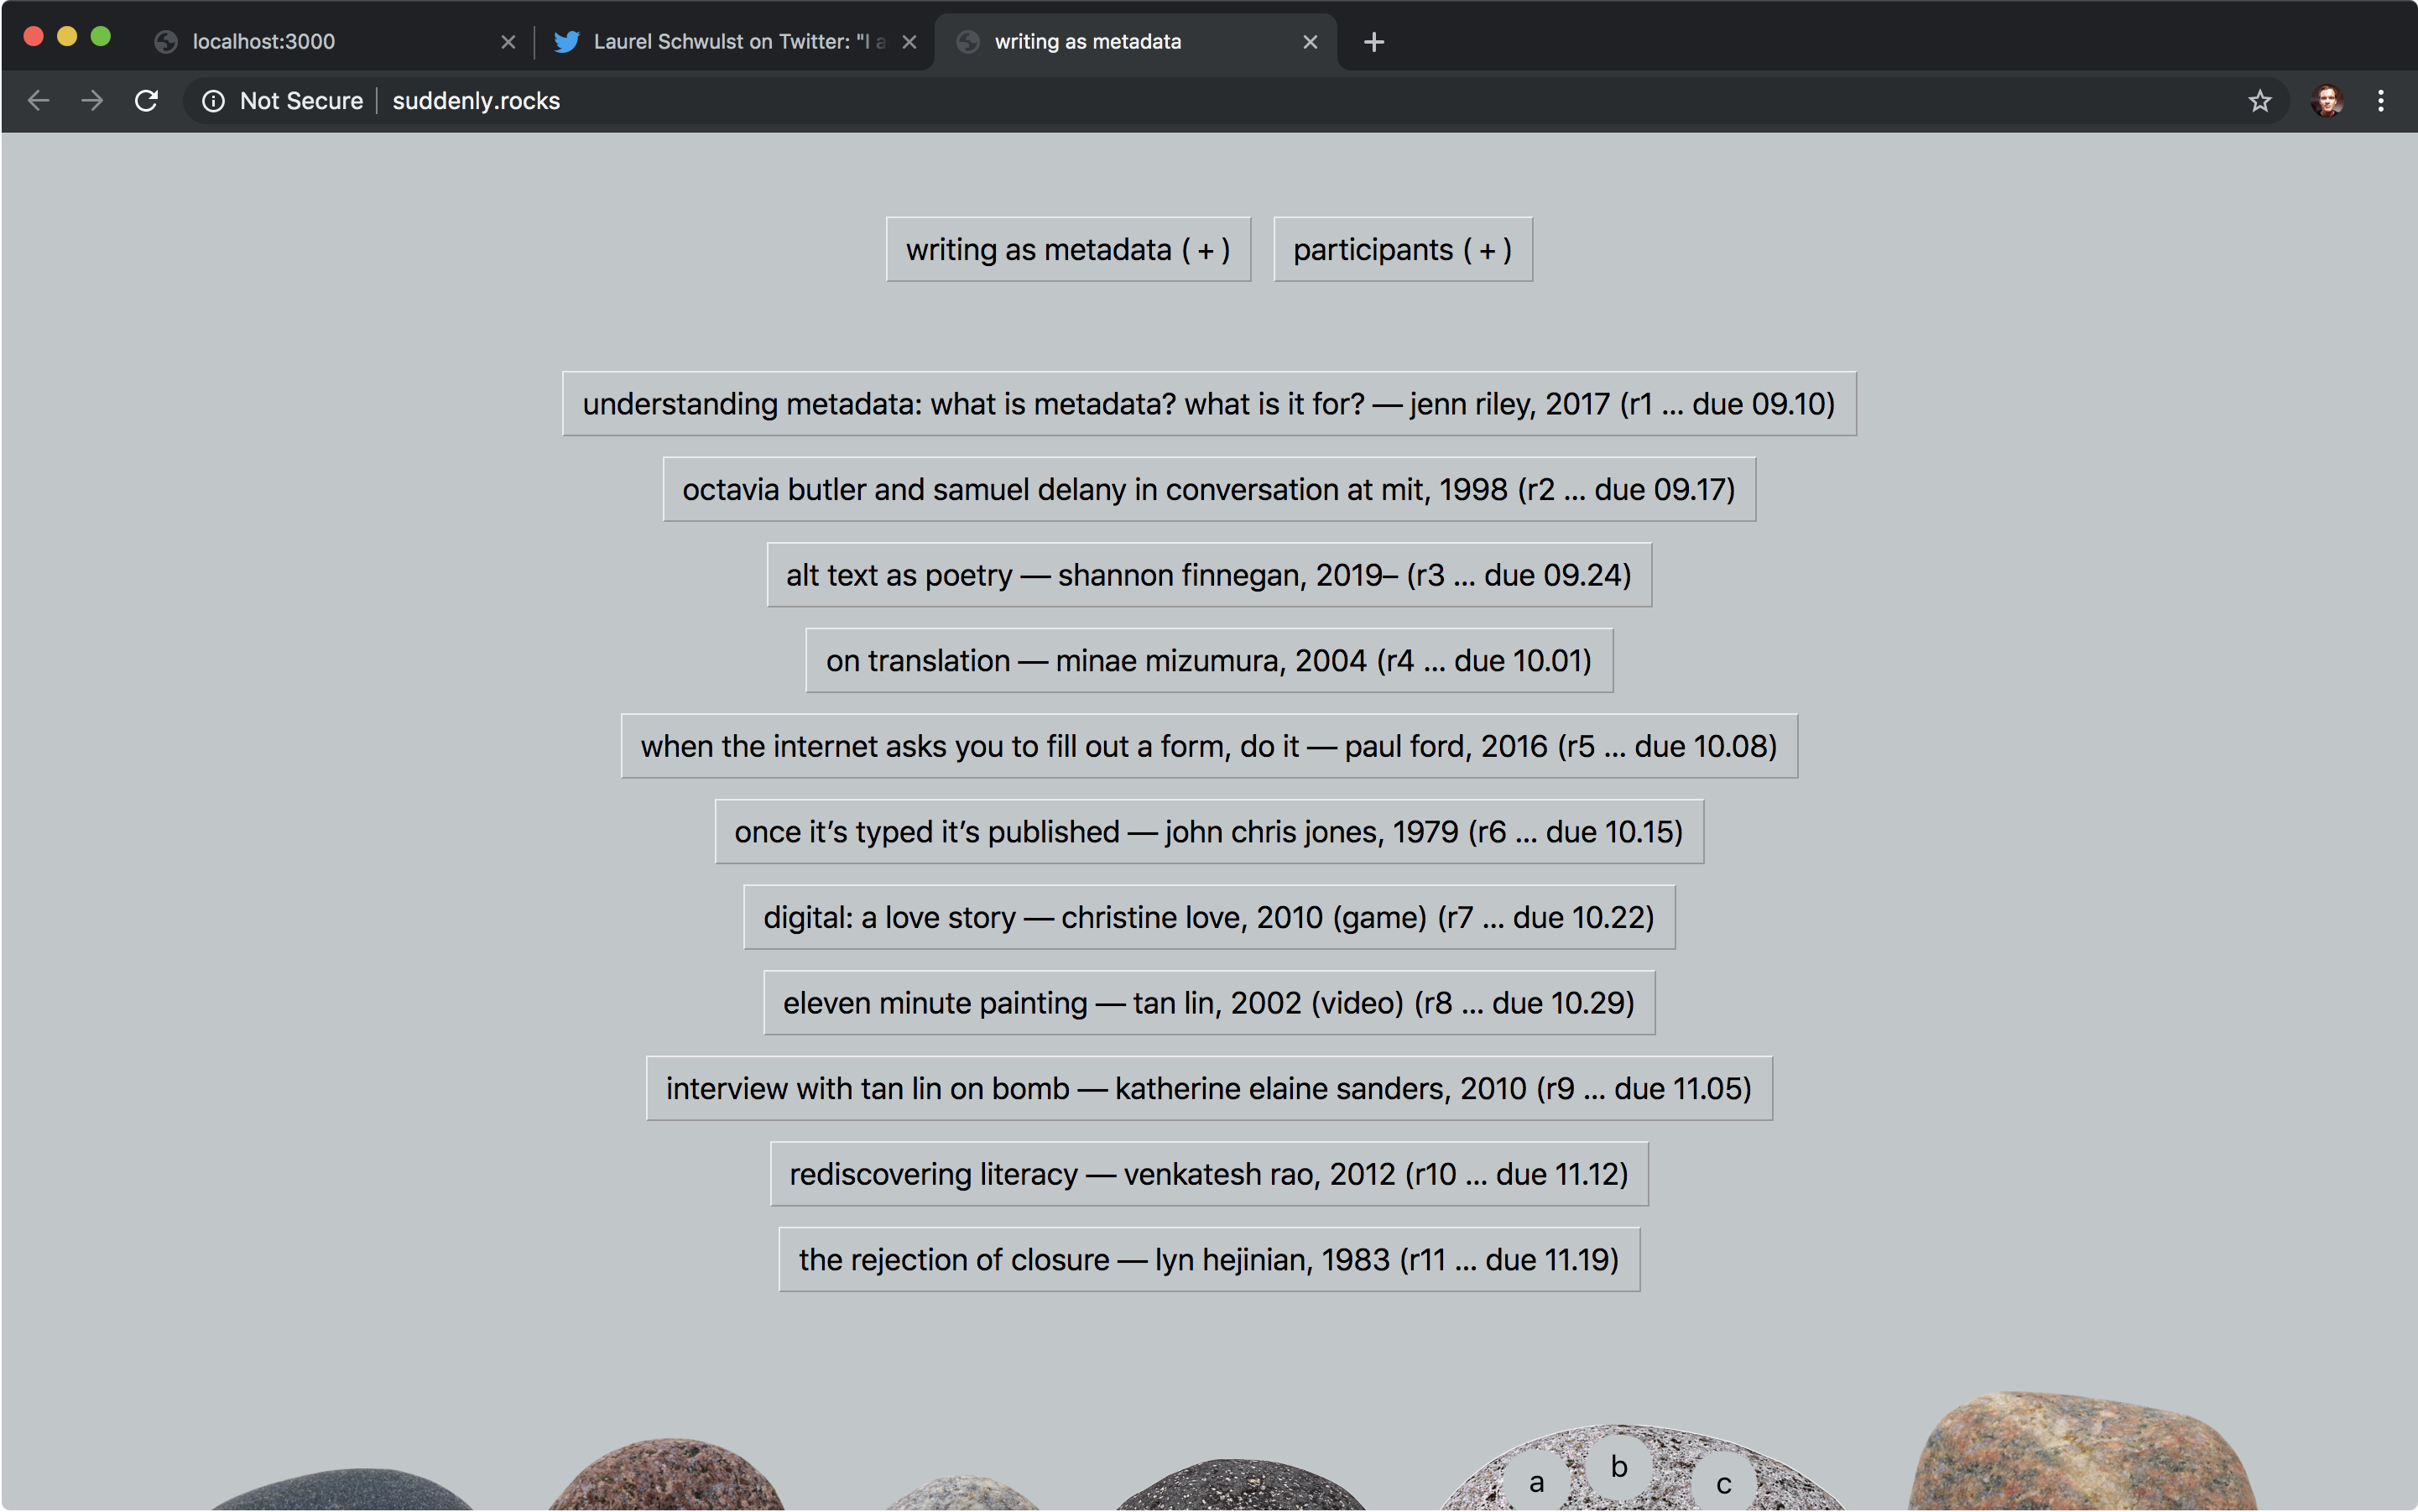 localhost:3000
Laurel Schwulst on Twitter: "I a
writing as metadata
Not Secure
suddenly.rocks
writing as metadata ( + )
participants ( + )
understanding metadata: what is metadata? what is it for? — jenn riley, 2017 (r1 ... due 09.10)
octavia butler and samuel delany in conversation at mit, 1998 (r2 ... due 09.17)
alt text as poetry — shannon finnegan, 2019– (r3 ... due 09.24)
on translation — minae mizumura, 2004 (r4 ... due 10.01)
when the internet asks you to fill out a form, do it — paul ford, 2016 (r5 ... due 10.08)
once it’s typed it’s published — john chris jones, 1979 (r6 ... due 10.15)
digital: a love story — christine love, 2010 (game) (r7 ... due 10.22)
eleven minute painting — tan lin, 2002 (video) (r8 ... due 10.29)
interview with tan lin on bomb — katherine elaine sanders, 2010 (r9 ... due 11.05)
rediscovering literacy — venkatesh rao, 2012 (r10 ... due 11.12)
the rejection of closure — lyn hejinian, 1983 (r11 ... due 11.19)
a
b
c